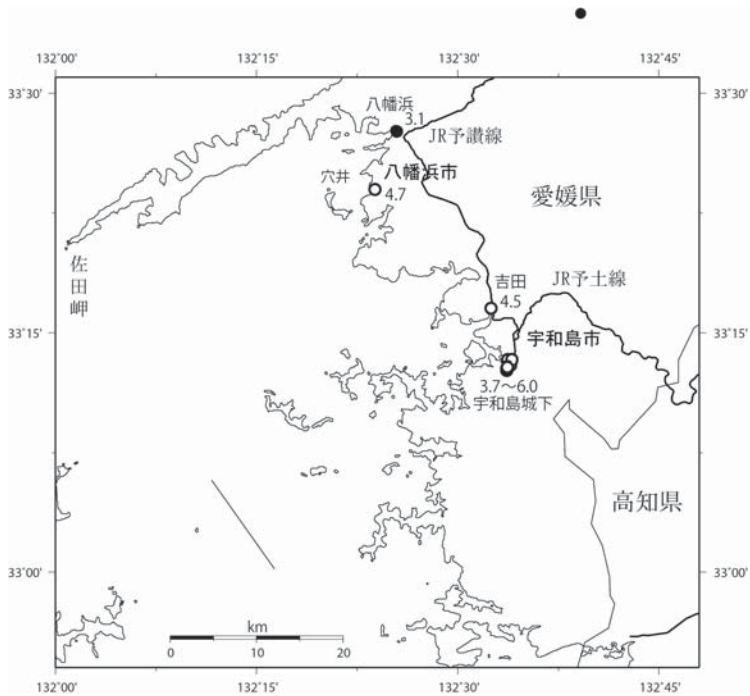 132˚00'
132˚15'
132˚30'
132˚45'
33˚30'
33˚30'
八幡浜
3.1
JR予讃線
穴井
八幡浜市
4.7
愛媛県
佐田岬
吉田
4.5
JR予土線
33˚15'
33˚15'
宇和島市
3.7〜6.0
宇和島城下
高知県
33˚00'
33˚00'
km
0
10
20
132˚00'
132˚15'
132˚30'
132˚45'